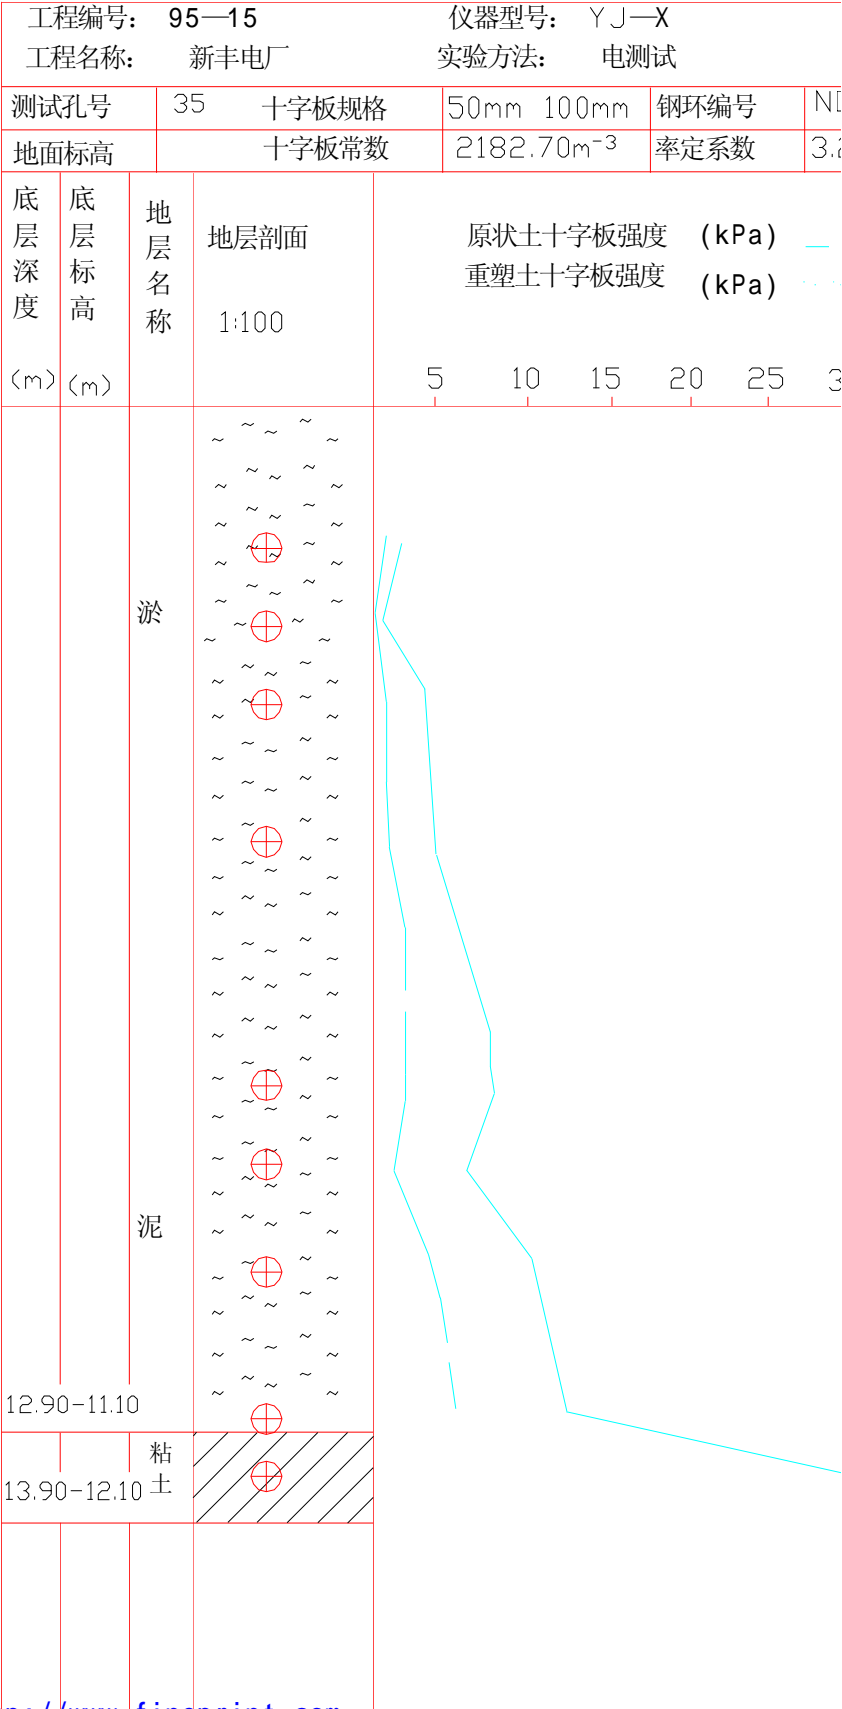 工程编号： 95—15 仪器型号： YJ—X
工程名称： 新丰电厂 实验方法： 电测试
测试孔号 35 十字板规格 50mm 100mm 钢环编号
地面标高 十字板常数 2182.70m⁻³ 率定系数
底层深度 (m)
底层标高 (m)
地层名称
地层剖面
1:100
原状土十字板强度 (kPa)
重塑土十字板强度 (kPa)
5 10 15 20 25
淤
泥
12.90 -11.10
粘土
13.90 -12.10